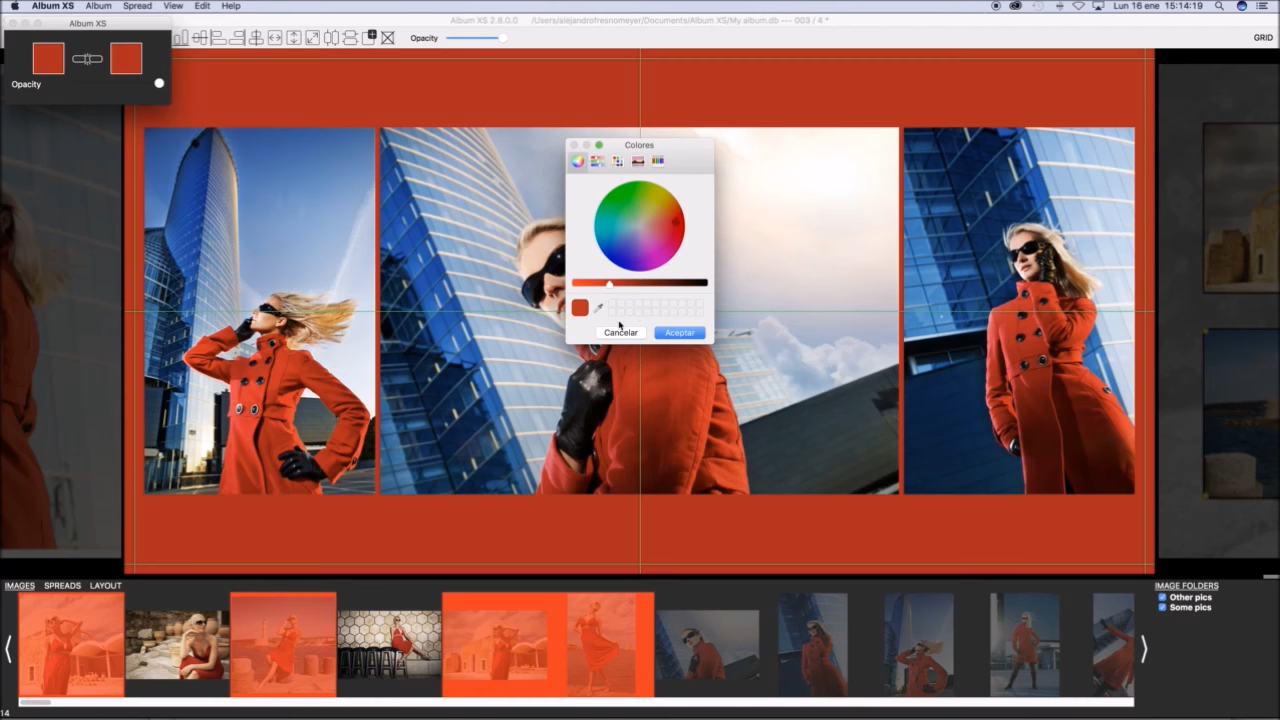 Album XS Album Spread View Edit Help Lun 16 ene 15:14:19
Album XS
Album XS 2.8.0.0 /Users/alejandrofresnomeyer/Documents/Album XS/My album.db --- 003 / 4 *
Opacity
GRID
Opacity
Colores
Cancelar Aceptar
IMAGES SPREADS LAYOUT
IMAGE FOLDERS
Other pics
Some pics
14